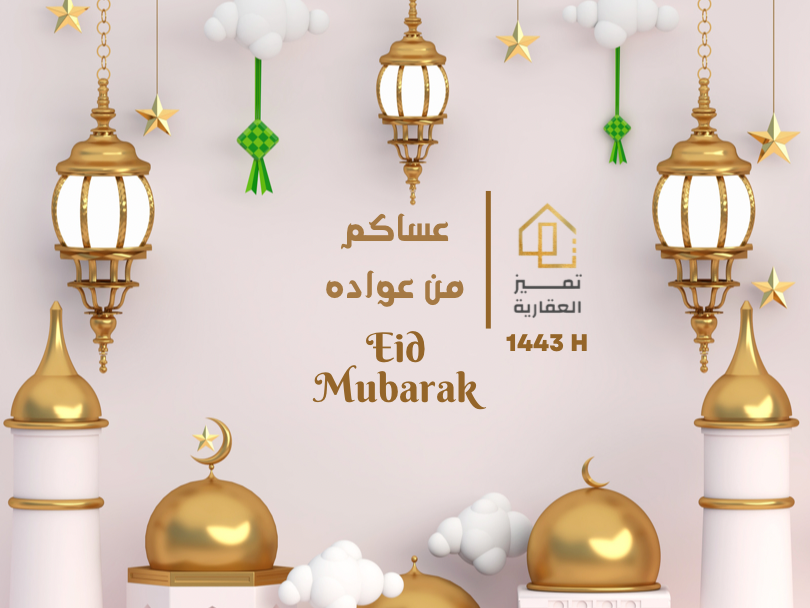 عساكم
من عواده
Eid
Mubarak
تميز
العقارية
1443 H